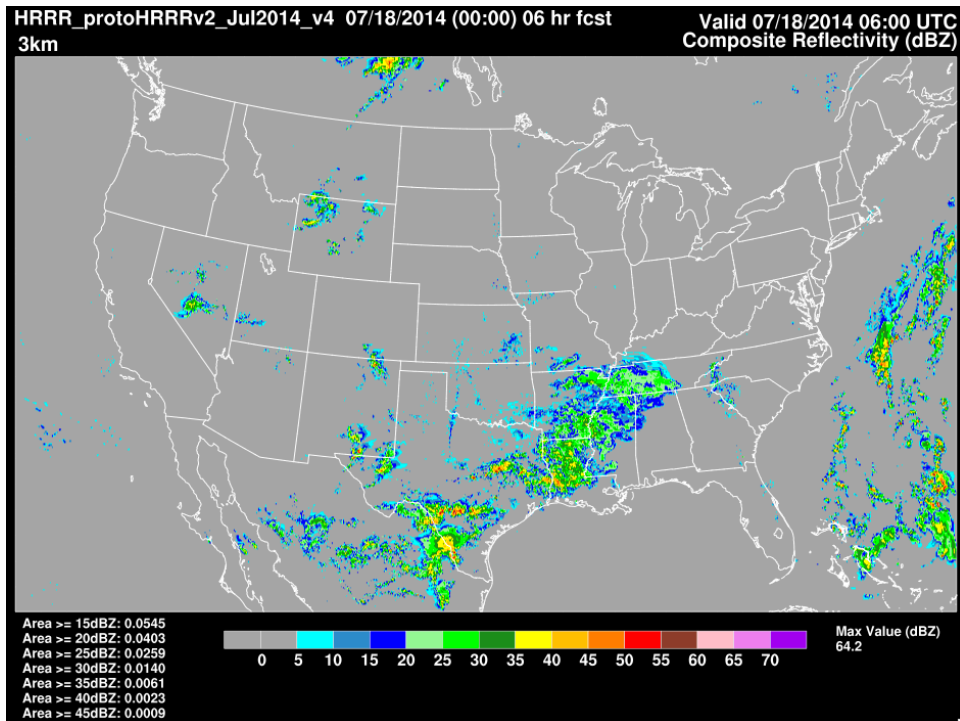 HRRR_protoHRRRv2_Jul2014_v4 07/18/2014 (00:00) 06 hr fcst
Valid 07/18/2014 06:00 UTC
3km
Composite Reflectivity (dBZ)
Area >= 15dBZ: 0.0545
Area >= 20dBZ: 0.0403
Area >= 25dBZ: 0.0259
Area >= 30dBZ: 0.0140
Area >= 35dBZ: 0.0061
Area >= 40dBZ: 0.0023
Area >= 45dBZ: 0.0009
0 5 10 15 20 25 30 35 40 45 50 55 60 65 70
Max Value (dBZ)
64.2